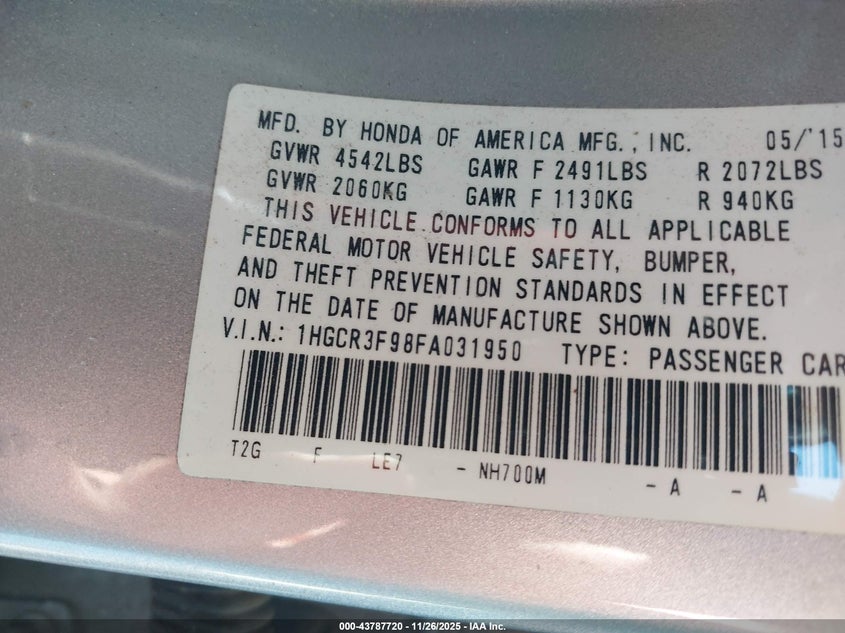 MFD. BY HONDA OF AMERICA MFG., INC. 05/'15
GVWR 4542LBS GAWR F 2491LBS R 2072LBS
GVWR 2060KG GAWR F 1130KG R 940KG
THIS VEHICLE CONFORMS TO ALL APPLICABLE
FEDERAL MOTOR VEHICLE SAFETY, BUMPER,
AND THEFT PREVENTION STANDARDS IN EFFECT
ON THE DATE OF MANUFACTURE SHOWN ABOVE.
V.I.N.: 1HGCR3F98FA031950 TYPE: PASSENGER CAR
T2G F LE7 - NH700M - A - A
000-43787720 - 11/26/2025 - IAA Inc.